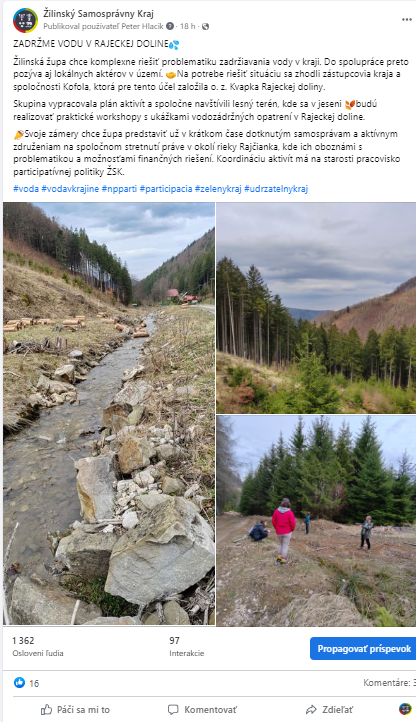 Žilinský Samosprávny Kraj
Publikoval používateľ Peter Hlacik · 18 h ·
ZADRŽME VODU V RAJECKEJ DOLINE💦
Žilinská župa chce komplexne riešiť problematiku zadržiavania vody v kraji. Do spolupráce preto
pozýva aj lokálnych aktérov v území. 🤝Na potrebe riešiť situáciu sa zhodli zástupcovia kraja a
spoločnosti Kofola, ktorá pre tento účel založila o. z. Kvapka Rajeckej doliny.
Skupina vypracovala plán aktivít a spoločne navštívili lesný terén, kde sa v jeseni 🍂budú
realizovať praktické workshopy s ukážkami vodozádržných opatrení v Rajeckej doline.
🎉Svoje zámery chce župa predstaviť už v krátkom čase dotknutým samosprávam a aktívnym
združeniam na spoločnom stretnutí práve v okolí rieky Rajčianka, kde ich oboznámi s
problematikou a možnosťami finančných riešení. Koordináciu aktivít má na starosti pracovisko
participatívnej politiky ŽSK.
#voda #vodavkrajine #npparti #participacia #zelenykraj #udrzatelnykraj
1 362 97
Oslovení ľudia Interakcie Propagovať príspevok
16 Komentáre: 3
Páči sa mi to Komentovať Zdieľať